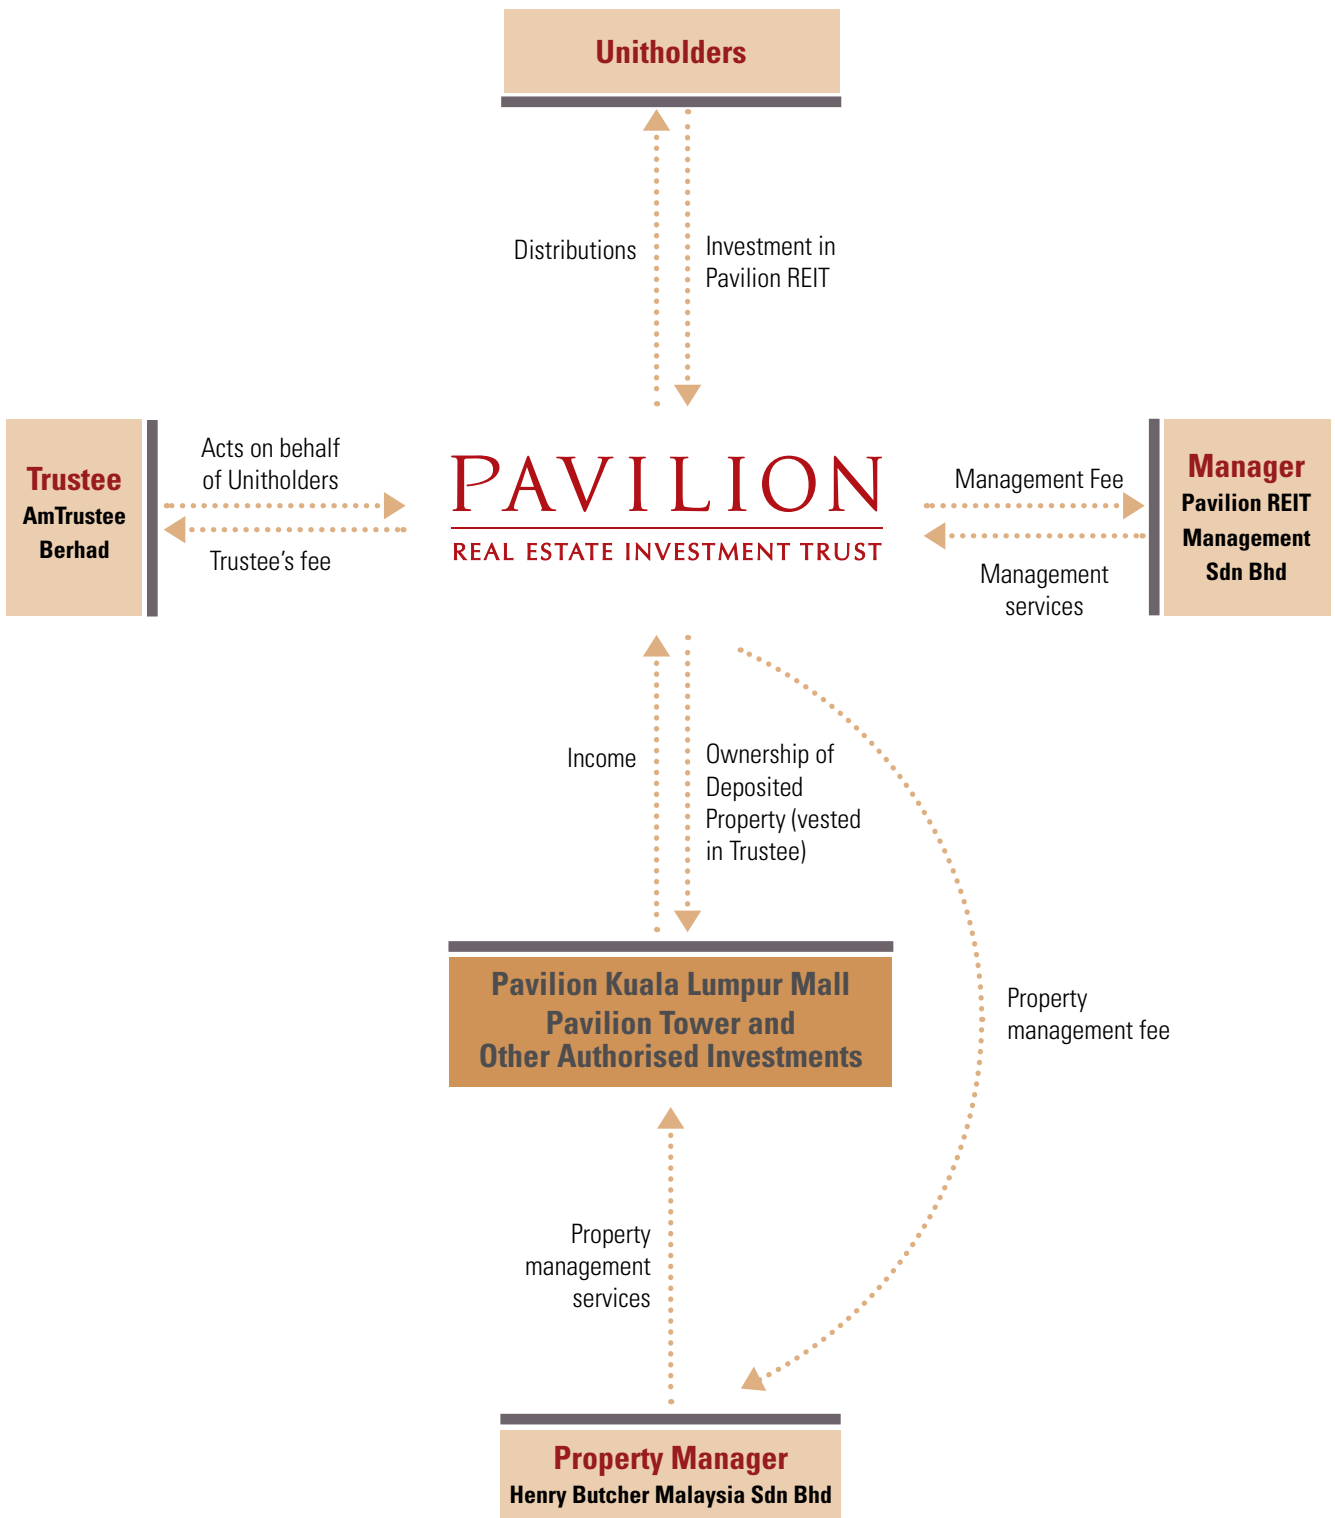 Unitholders
Distributions
Investment in
Pavilion REIT
Trustee
AmTrustee
Berhad
Acts on behalf
of Unitholders
Trustee’s fee
PAVILION
REAL ESTATE INVESTMENT TRUST
Management Fee
Management
services
Manager
Pavilion REIT
Management
Sdn Bhd
Income
Ownership of
Deposited
Property (vested
in Trustee)
Pavilion Kuala Lumpur Mall
Pavilion Tower and
Other Authorised Investments
Property
management fee
Property
management
services
Property Manager
Henry Butcher Malaysia Sdn Bhd